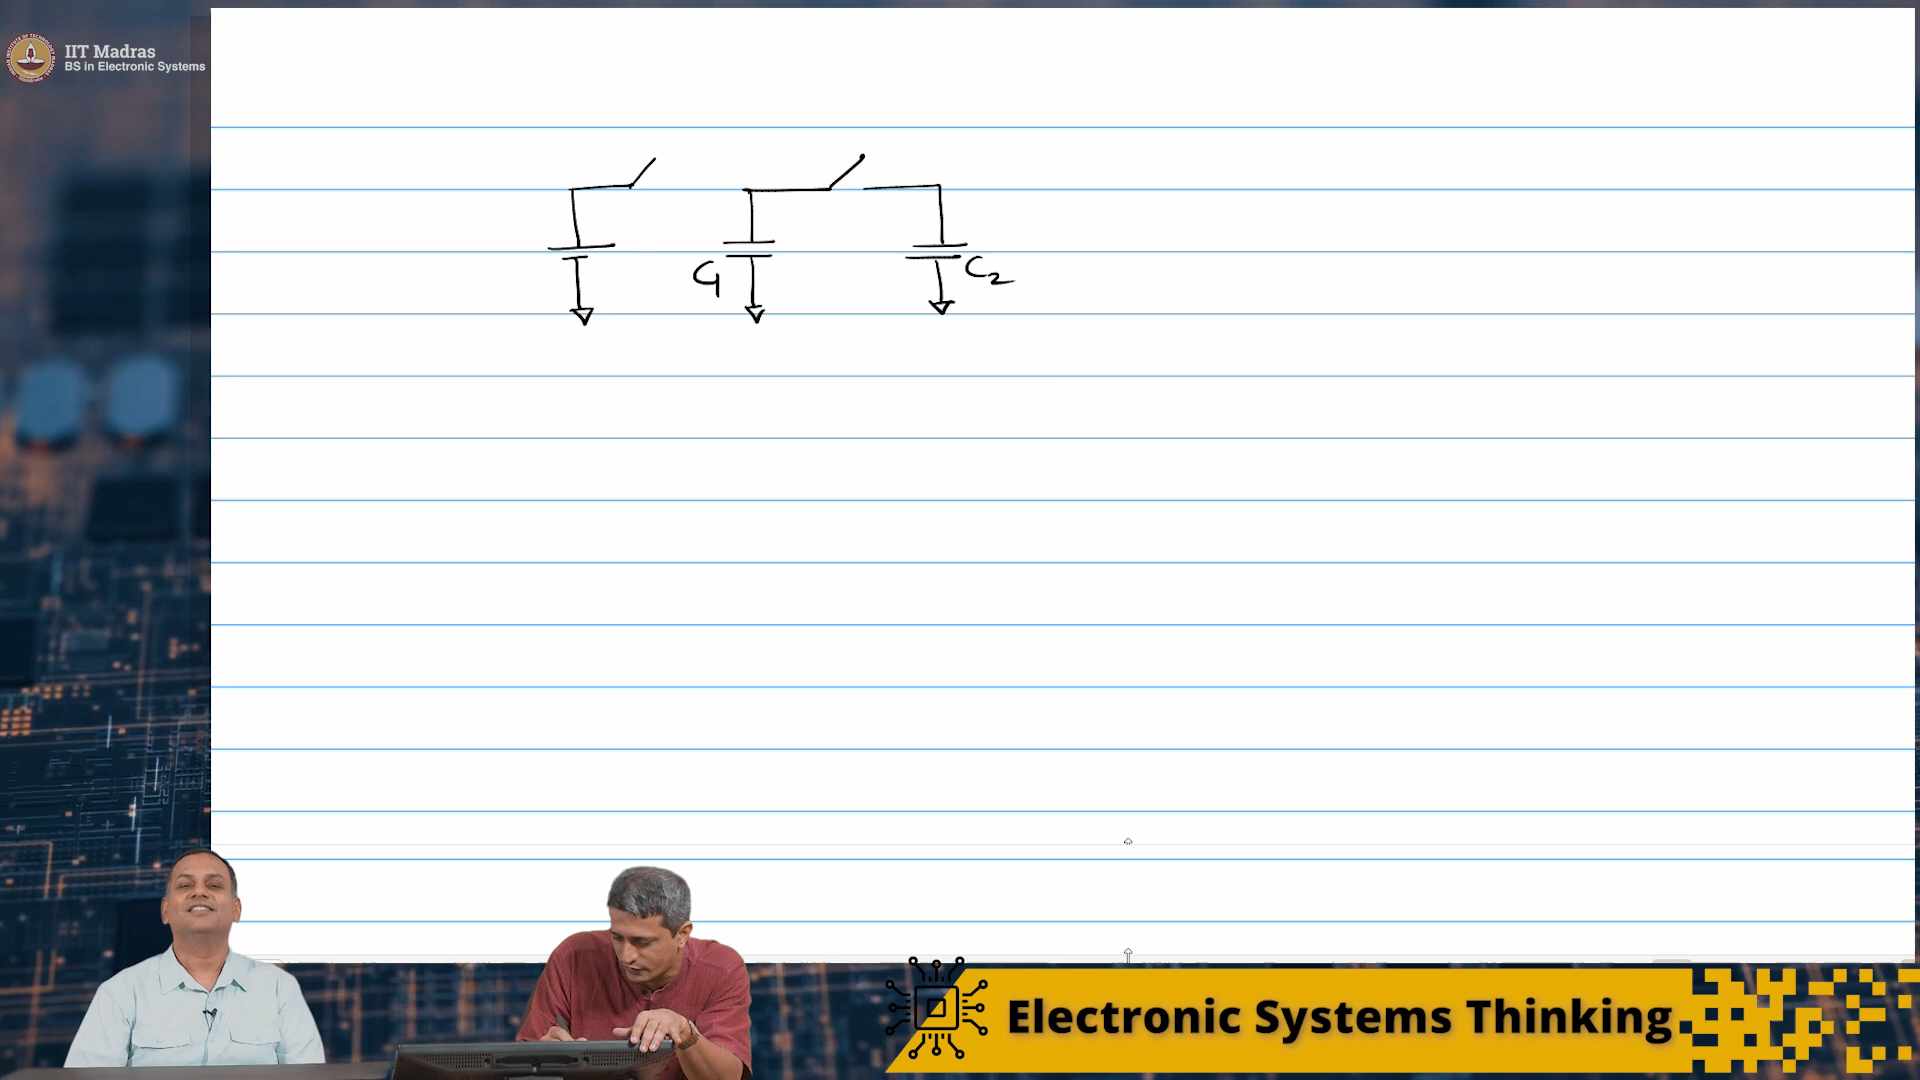 IIT Madras
BS in Electronic Systems
C1
C2
Electronic Systems Thinking